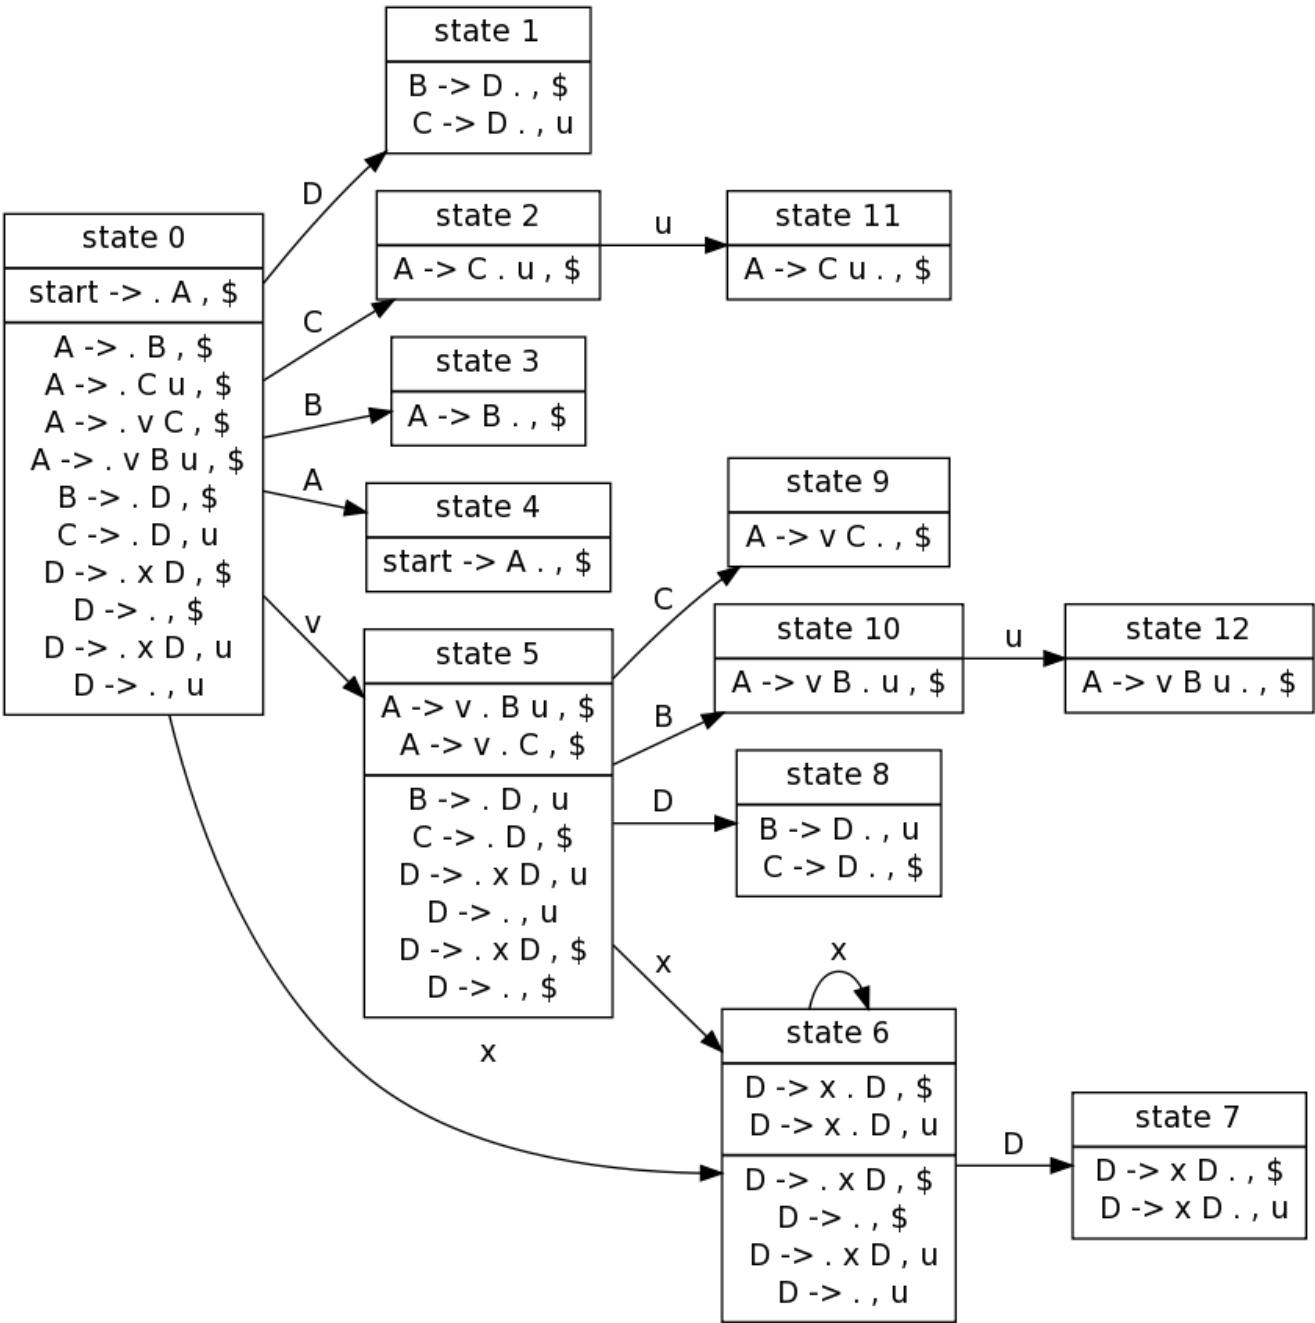 state 0
start -> . A , $
A -> . B , $
A -> . C u , $
A -> . v C , $
A -> . v B u , $
B -> . D , $
C -> . D , u
D -> . x D , $
D -> . , $
D -> . x D , u
D -> . , u
D
C
B
A
v
x
state 1
B -> D . , $
C -> D . , u
state 2
A -> C . u , $
u
state 11
A -> C u . , $
state 3
A -> B . , $
state 4
start -> A . , $
state 5
A -> v . B u , $
A -> v . C , $
B -> . D , u
C -> . D , $
D -> . x D , u
D -> . , u
D -> . x D , $
D -> . , $
C
B
D
x
state 9
A -> v C . , $
state 10
A -> v B . u , $
u
state 12
A -> v B u . , $
state 8
B -> D . , u
C -> D . , $
x
state 6
D -> x . D , $
D -> x . D , u
D -> . x D , $
D -> . , $
D -> . x D , u
D -> . , u
D
state 7
D -> x D . , $
D -> x D . , u